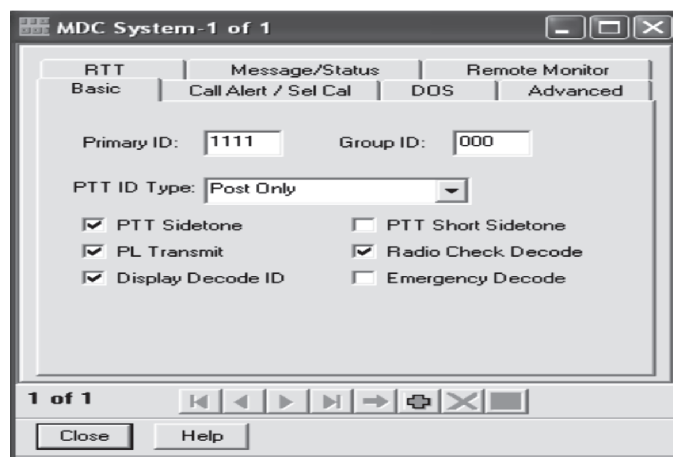 MDC System-1 of 1
RTT Message/Status Remote Monitor
Basic Call Alert / Sel Cal DOS Advanced
Primary ID: 1111 Group ID: 000
PTT ID Type: Post Only
PTT Sidetone PTT Short Sidetone
PL Transmit Radio Check Decode
Display Decode ID Emergency Decode
1 of 1
Close Help